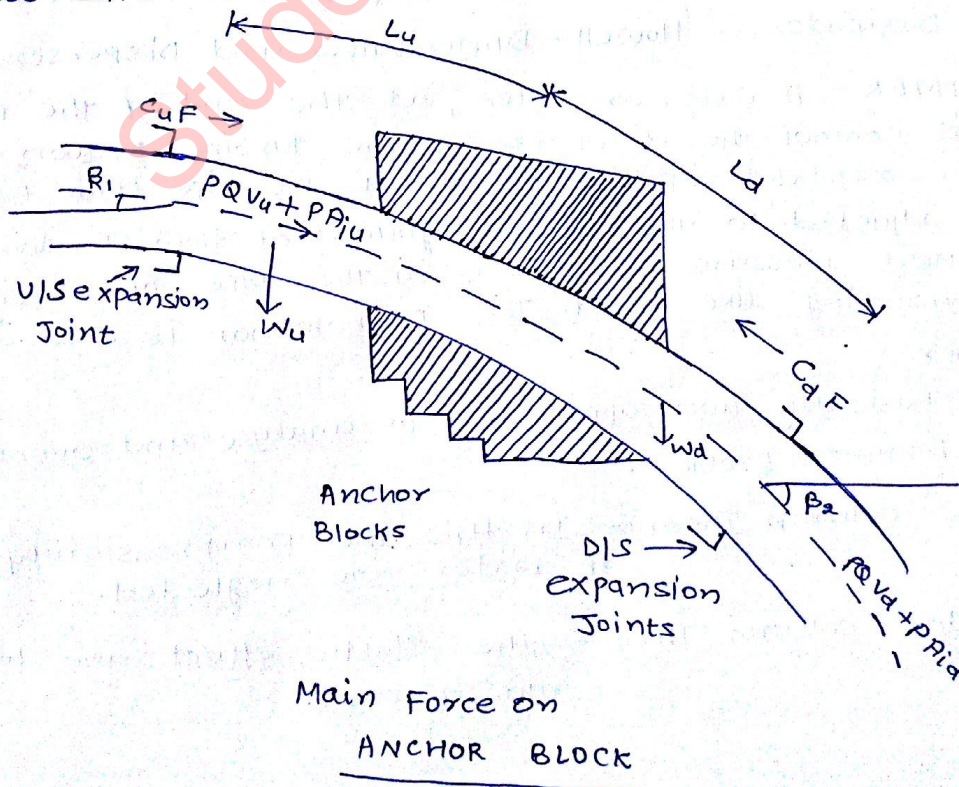 Stud
Lu
CuF →
Ld
β1
PQVu + PAiu
U/S expansion
Joint
Wu
CdF
Wd
β2
Anchor
Blocks
D/S →
expansion
Joints
PQVd + PAid
Main Force on
ANCHOR BLOCK